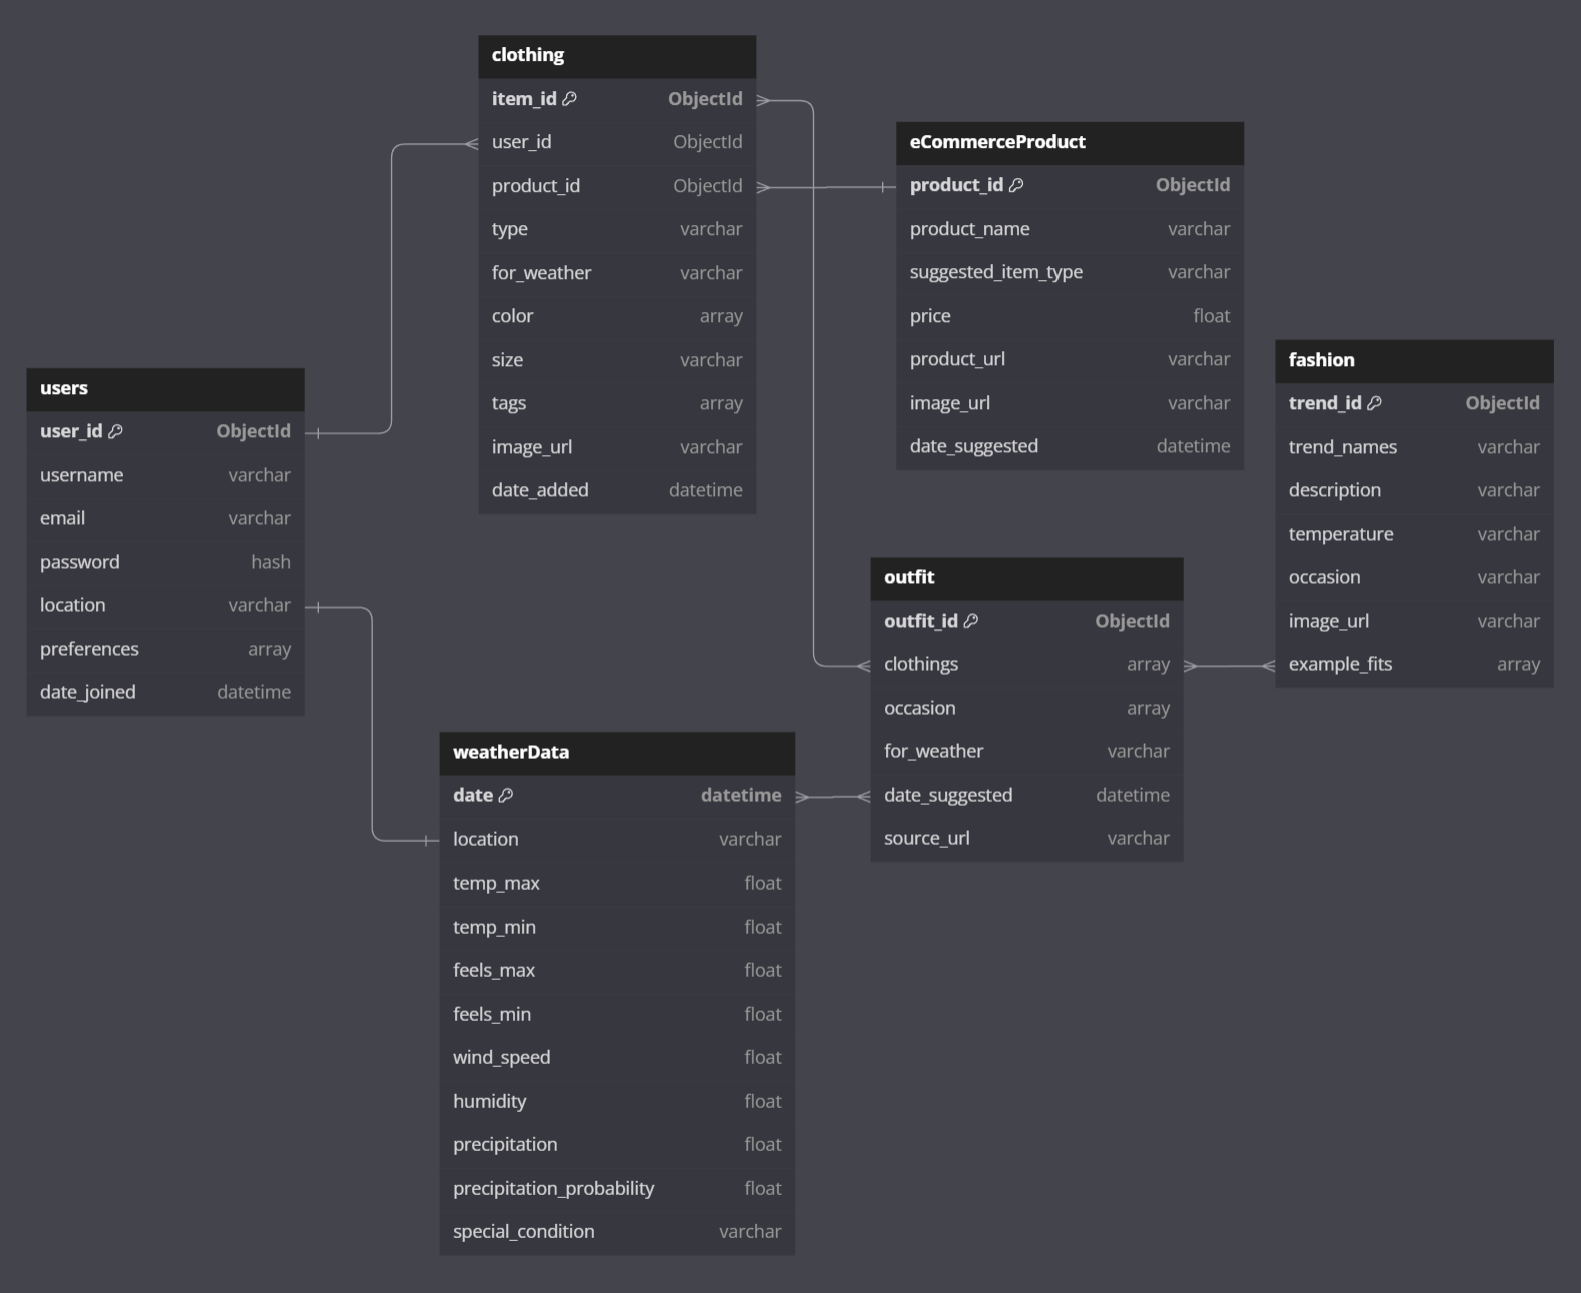 clothing
item_id ObjectId
user_id ObjectId
product_id ObjectId
type varchar
for_weather varchar
color array
size varchar
tags array
image_url varchar
date_added datetime
eCommerceProduct
product_id ObjectId
product_name varchar
suggested_item_type varchar
price float
product_url varchar
image_url varchar
date_suggested datetime
fashion
trend_id ObjectId
trend_names varchar
description varchar
temperature varchar
occasion varchar
image_url varchar
example_fits array
users
user_id ObjectId
username varchar
email varchar
password hash
location varchar
preferences array
date_joined datetime
outfit
outfit_id ObjectId
clothings array
occasion array
for_weather varchar
date_suggested datetime
source_url varchar
weatherData
date datetime
location varchar
temp_max float
temp_min float
feels_max float
feels_min float
wind_speed float
humidity float
precipitation float
precipitation_probability float
special_condition varchar